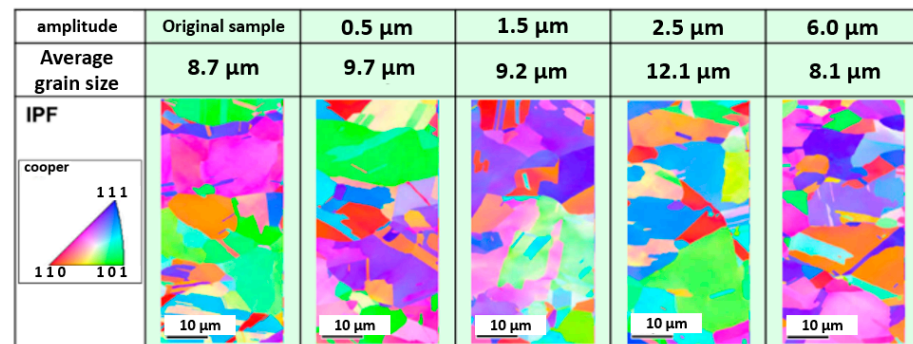 amplitude Original sample 0.5 μm 1.5 μm 2.5 μm 6.0 μm
Average
grain size
8.7 μm 9.7 μm 9.2 μm 12.1 μm 8.1 μm
IPF
cooper
1 1 1
1 1 0 1 0 1
10 μm 10 μm 10 μm 10 μm 10 μm